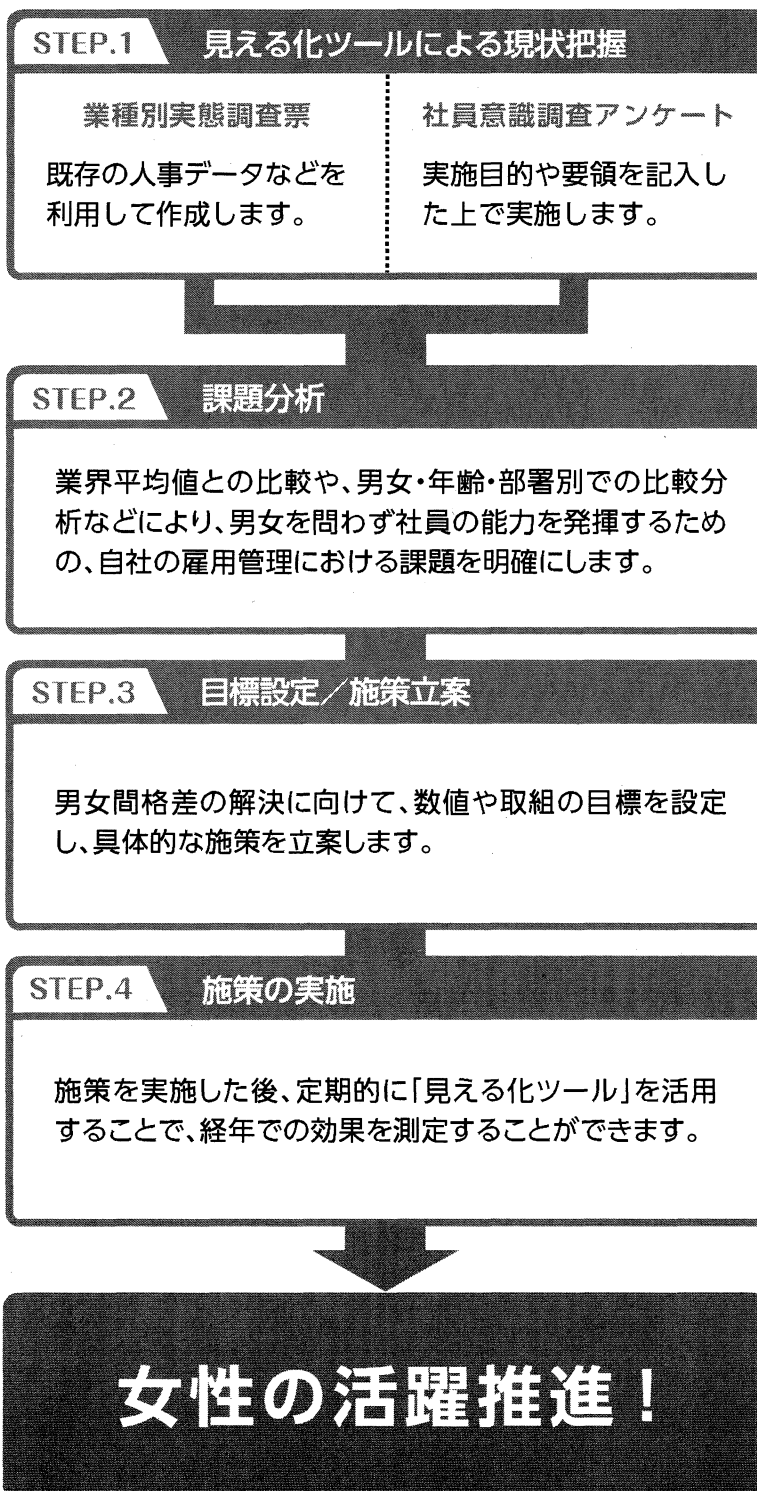 STEP.1 見える化ツールによる現状把握
業種別実態調査票
既存の人事データなどを
利用して作成します。
社員意識調査アンケート
実施目的や要領を記入し
た上で実施します。
STEP.2 課題分析
業界平均値との比較や、男女・年齢・部署別での比較分
析などにより、男女を問わず社員の能力を発揮するため
の、自社の雇用管理における課題を明確にします。
STEP.3 目標設定／施策立案
男女間格差の解決に向けて、数値や取組の目標を設定
し、具体的な施策を立案します。
STEP.4 施策の実施
施策を実施した後、定期的に「見える化ツール」を活用
することで、経年での効果を測定することができます。
女性の活躍推進！